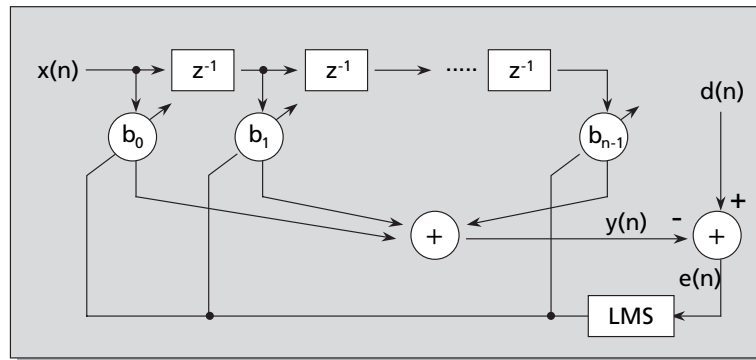 x(n) z⁻¹ z⁻¹ ..... z⁻¹
d(n)
b₀ b₁ bₙ₋₁
+
+ - +
y(n)
e(n)
LMS